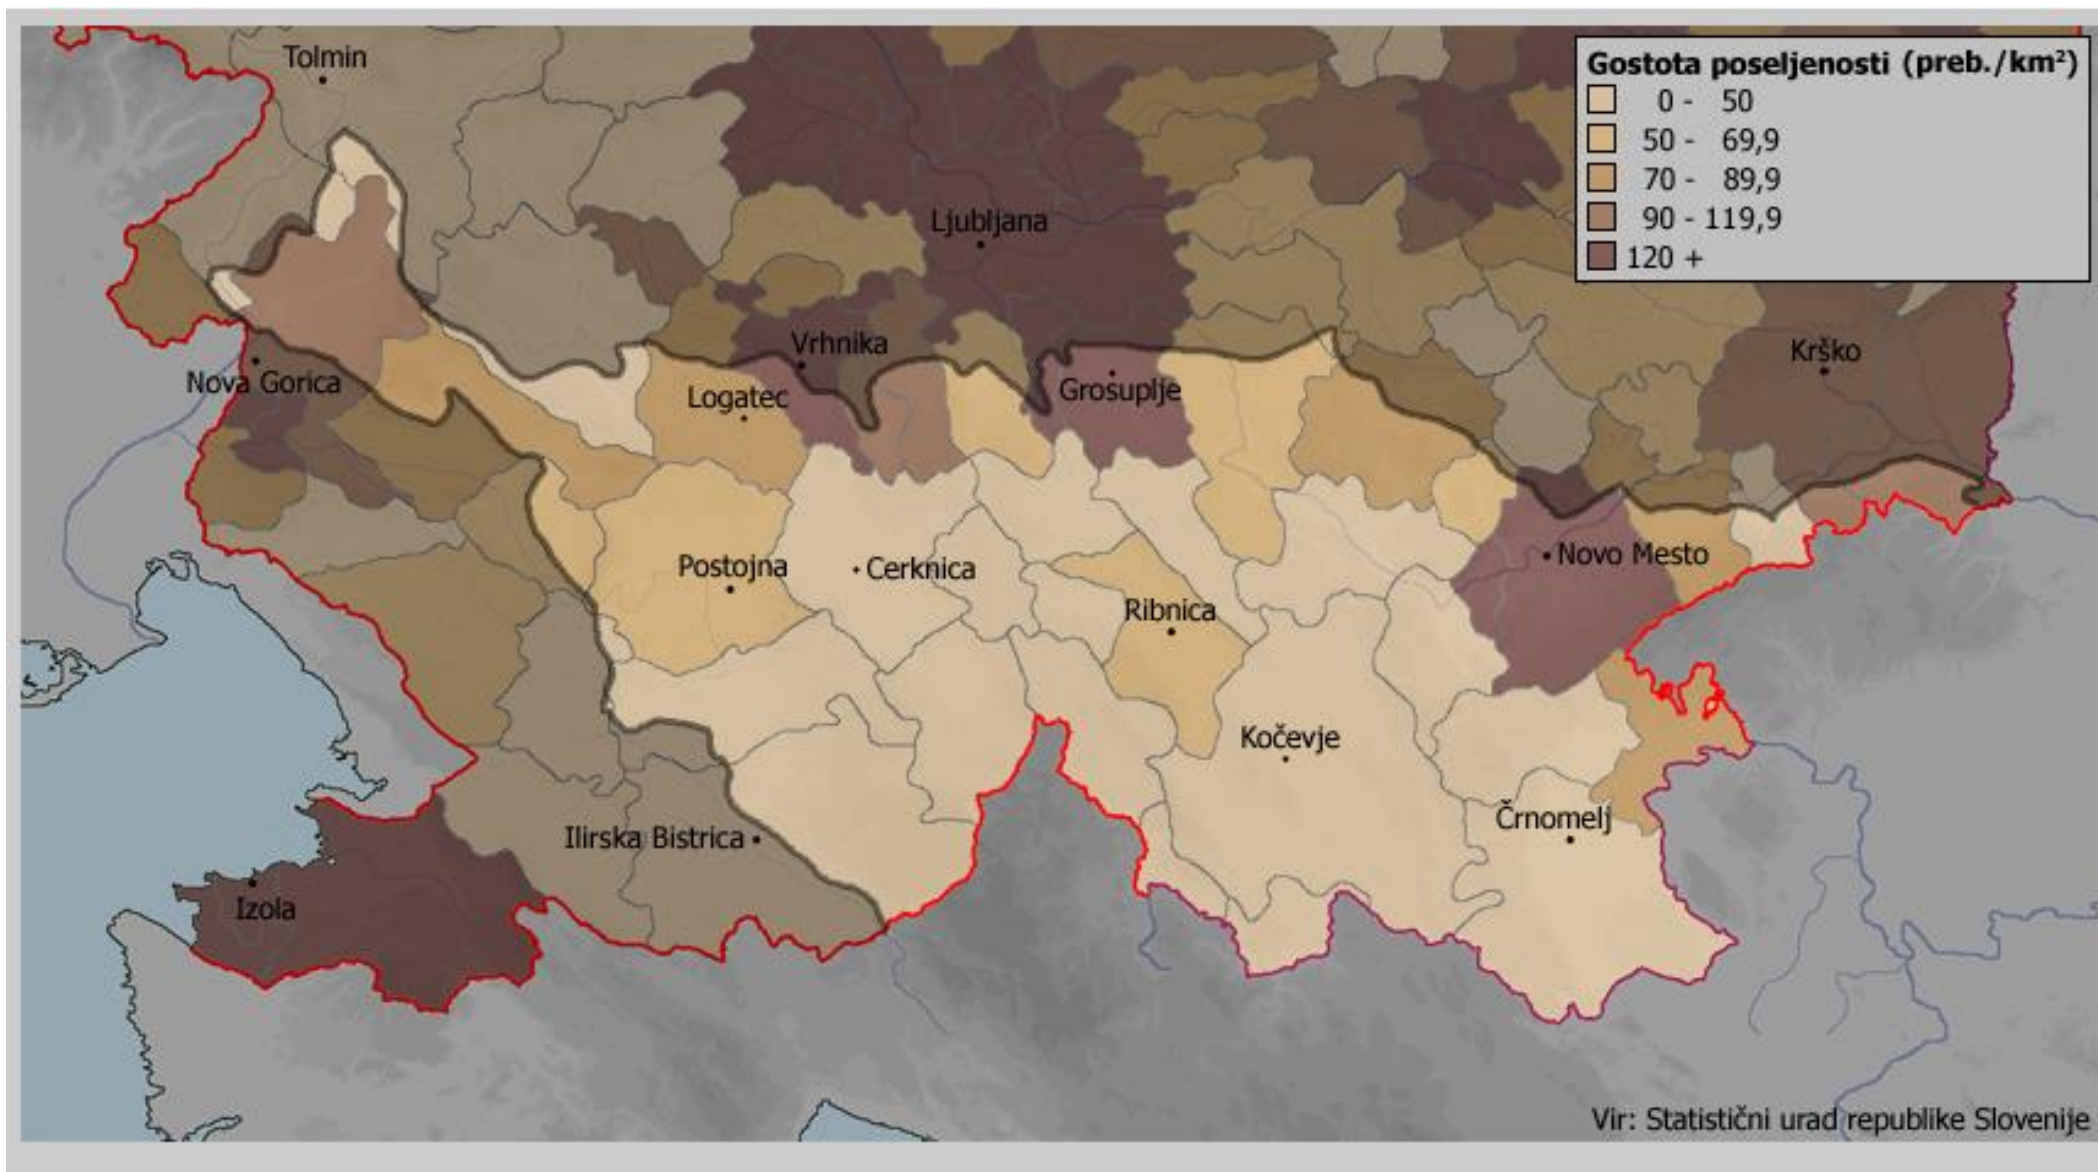 Tolmin
Gostota poseljenosti (preb./km²)
0 - 50
50 - 69,9
70 - 89,9
90 - 119,9
120 +
Ljubljana
Vrhnika
Krško
Nova Gorica
Logatec
Grosuplje
Postojna
Cerknica
Novo Mesto
Ribnica
Kočevje
Črnomelj
Ilirska Bistrica
Izola
Vir: Statistični urad republike Slovenije